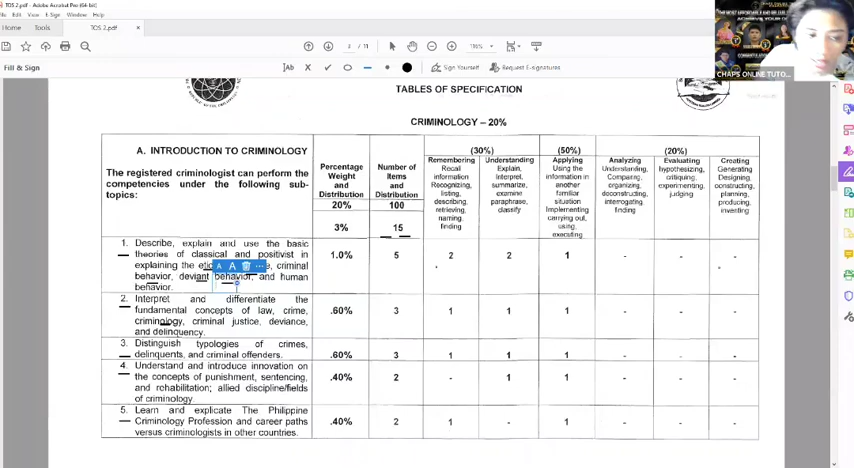 TOS 2.pdf - Adobe Acrobat Pro (64-bit)
File Edit View E-Sign Window Help
Home Tools TOS 2.pdf ×
/ 11
Fill & Sign
Sign Yourself Request E-signatures
CHAPS ONLINE TUTO...
TABLES OF SPECIFICATION
CRIMINOLOGY – 20%
A. INTRODUCTION TO CRIMINOLOGY
The registered criminologist can perform the
competencies under the following sub-
topics:
Percentage
Weight
and
Distribution
20%
3%
Number of
Items
and
Distribution
100
15
(30%)
Remembering
Recall
information
Recognizing,
listing,
describing,
retrieving,
naming,
finding
Understanding
Explain,
Interpret,
summarize,
examine
paraphrase,
classify
(50%)
Applying
Using the
information in
another
familiar
situation
Implementing
carrying out,
using,
executing
(20%)
Analyzing
Understanding,
Comparing,
organizing,
deconstructing,
interrogating
finding
Evaluating
hypothyzing,
critiquing,
experimenting,
judging
Creating
Generating
Designing,
constructing,
planning,
producing,
inventing
1. Describe, explain and use the basic
theories of classical and positivist in
explaining the criminal
behavior, deviant behavior, and human
behavior.
1.0% 5 2 2 1 - - -
2. Interpret and differentiate the
fundamental concepts of law, crime,
criminology, criminal justice, deviance,
and delinquency.
.60% 3 1 1 1 - - -
3. Distinguish typologies of crimes,
delinquents, and criminal offenders.
.60% 3 1 1 1 - - -
4. Understand and introduce innovation on
the concepts of punishment, sentencing,
and rehabilitation; allied discipline/fields
of criminology.
.40% 2 - 1 1 - - -
5. Learn and explicate The Philippine
Criminology Profession and career paths
versus criminologists in other countries.
.40% 2 1 - 1 - - -